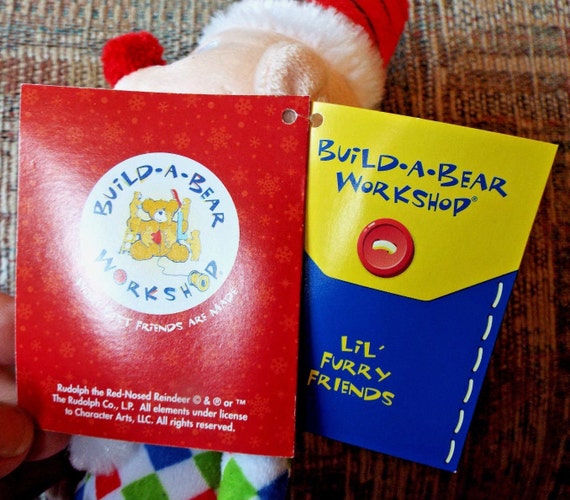 BUiLD-A-BEAR
WORKSHOP
FRIENDS ARE MADE
Rudolph the Red-Nosed Reindeer © & ® or ™
The Rudolph Co., L.P. All elements under license
to Character Arts, LLC. All rights reserved.
BUiLD-A-BEAR
WORKSHOP®
LiL'
FURRY
FRIENDS